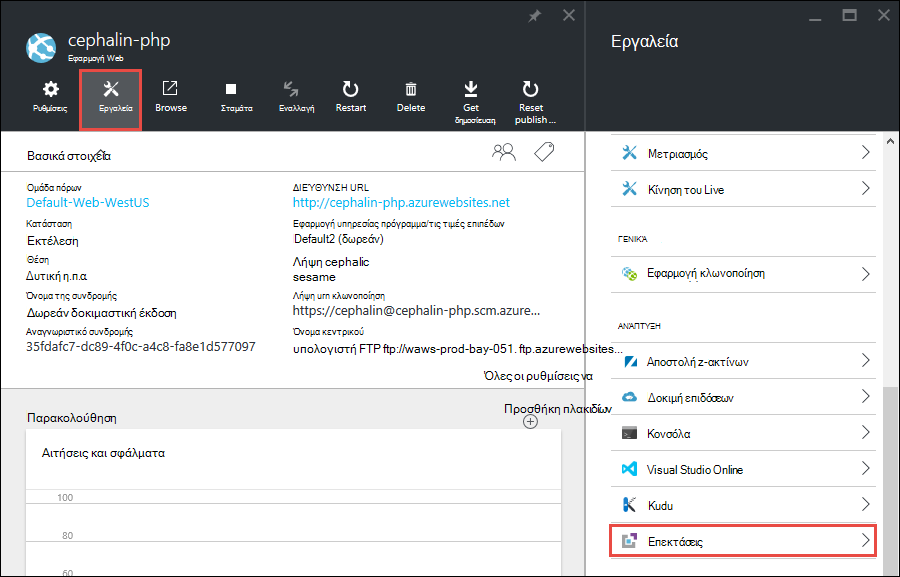 cephalin-php
Εφαρμογή Web
Ρυθμίσεις
Εργαλεία
Browse
Σταμάτα
Εναλλαγή
Restart
Delete
Get
δημοσίευση
Reset
publish ...
Βασικά στοιχεία
Ομάδα πόρων
Default-Web-WestUS
Κατάσταση
Εκτέλεση
Θέση
Δυτική η.π.α
Όνομα της συνδρομής
Δωρεάν δοκιμαστική έκδοση
Αναγνωριστικό συνδρομής
35fdafc7-dc89-4f0c-a4c8-fa8e1d577097
ΔΙΕΎΘΥΝΣΗ URL
http://cephalin-php.azurewebsites.net
Εφαρμογή υπηρεσίας πρόγραμμα/τις τιμές επιπέδων
Default2 (δωρεάν)
Λήψη cephalic
sesame
Λήψη urn κλωνοποίηση
https://cephalin@cephalin-php.scm.azure...
Όνομα κεντρικού
υπολογιστή FTP ftp://waws-prod-bay-051. ftp.azurewebsites...
Όλες οι ρυθμίσεις να
Προσθήκη πλακιδίων
Παρακολούθηση
Αιτήσεις και σφάλματα
100
80
60
Εργαλεία
Μετριασμός
Κίνηση του Live
ΓΕΝΙΚΆ
Εφαρμογή κλωνοποίηση
ΑΝΆΠΤΥΞΗ
Αποστολή z-ακτίνων
Δοκιμή επιδόσεων
Κονσόλα
Visual Studio Online
Kudu
Επεκτάσεις